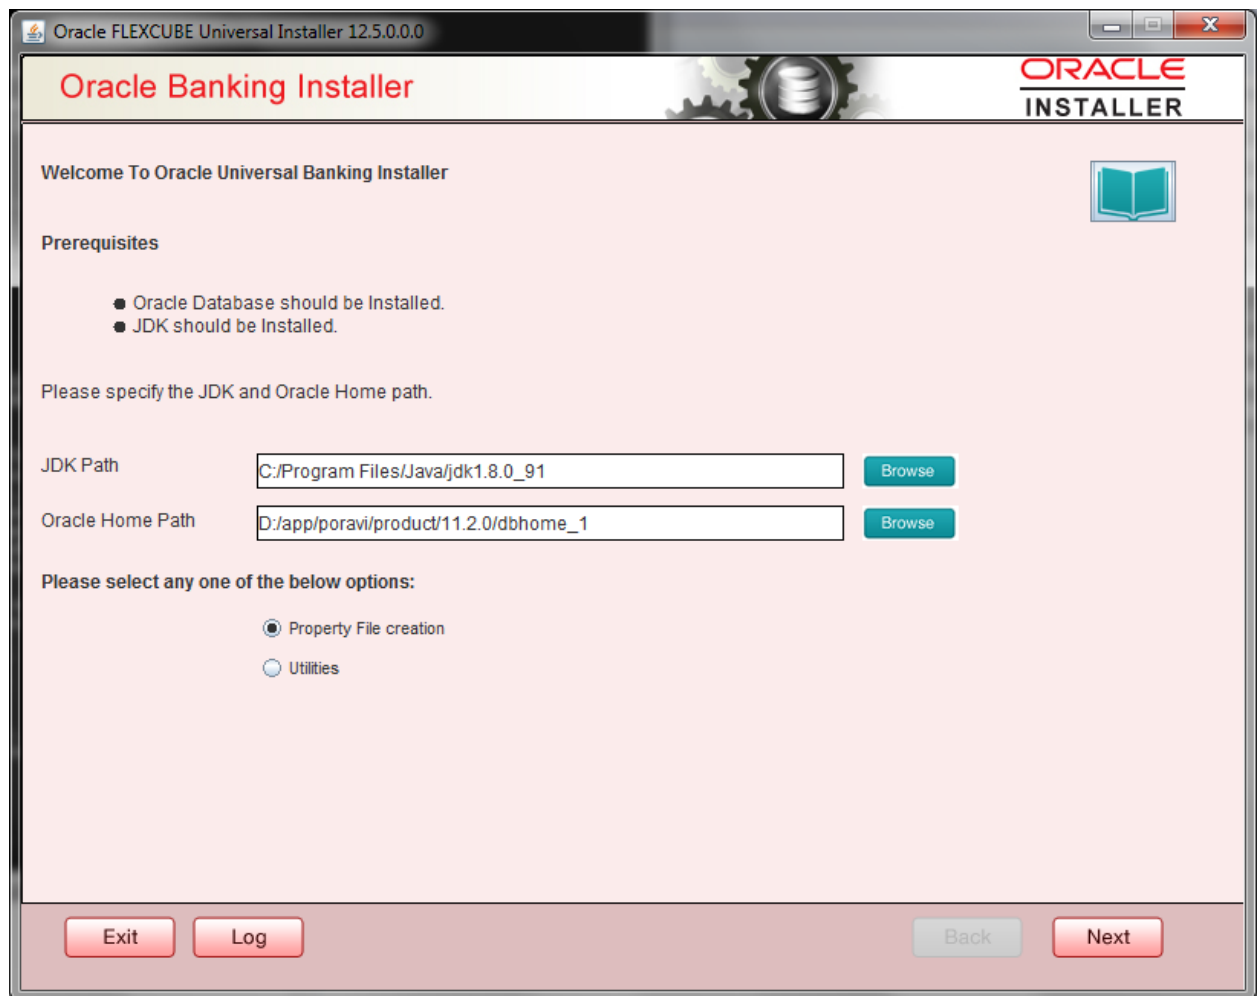 Oracle FLEXCUBE Universal Installer 12.5.0.0.0
Oracle Banking Installer
ORACLE
INSTALLER
Welcome To Oracle Universal Banking Installer
Prerequisites
Oracle Database should be Installed.
JDK should be Installed.
Please specify the JDK and Oracle Home path.
JDK Path C:/Program Files/Java/jdk1.8.0_91 Browse
Oracle Home Path D:/app/poravi/product/11.2.0/dbhome_1 Browse
Please select any one of the below options:
Property File creation
Utilities
Exit Log Back Next